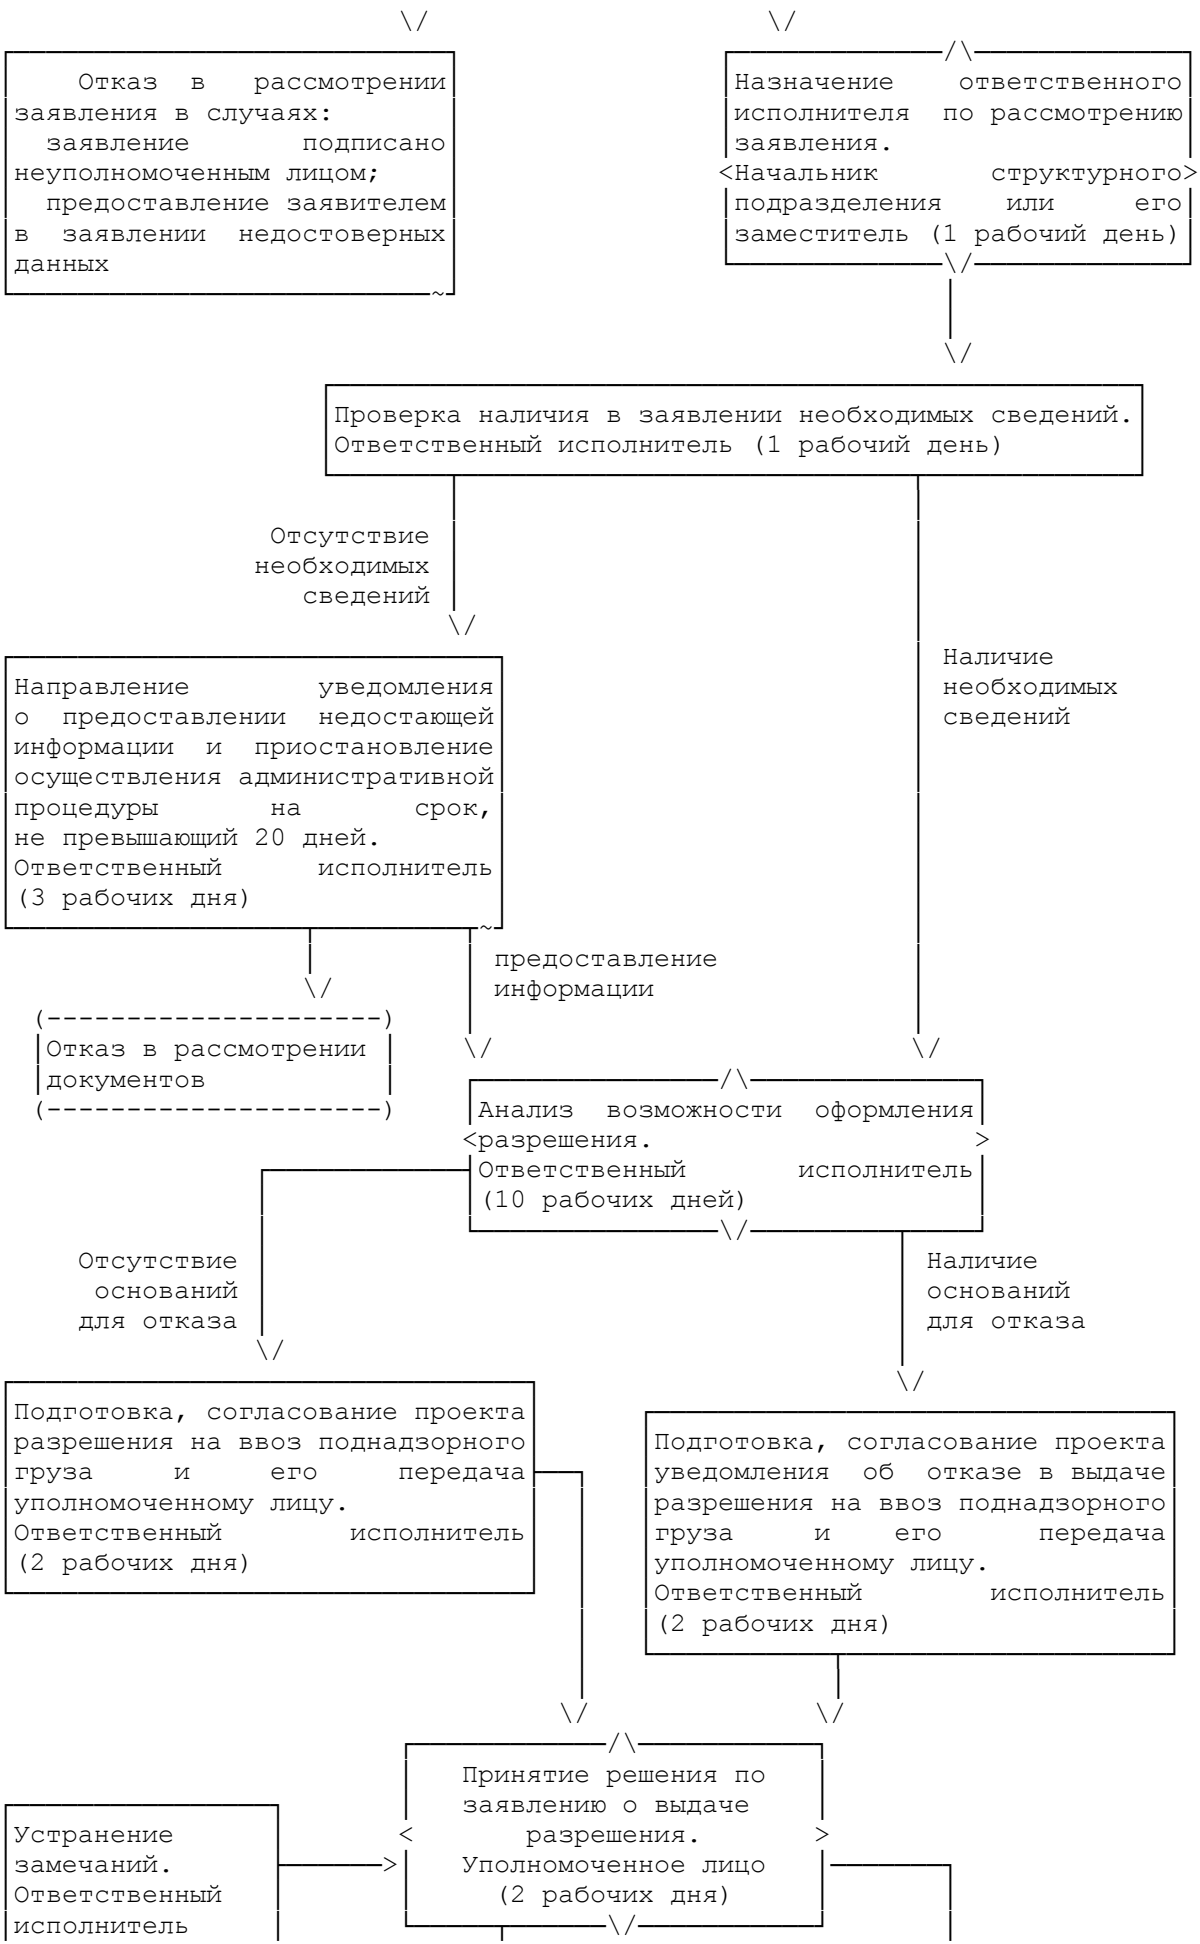 Отказ в рассмотрении
заявления в случаях:
заявление подписано
неуполномоченным лицом;
предоставление заявителем
в заявлении недостоверных
данных
Назначение ответственного
исполнителя по рассмотрению
заявления.
<Начальник структурного>
подразделения или его
заместитель (1 рабочий день)
Проверка наличия в заявлении необходимых сведений.
Ответственный исполнитель (1 рабочий день)
Отсутствие
необходимых
сведений
Наличие
необходимых
сведений
Направление уведомления
о предоставлении недостающей
информации и приостановление
осуществления административной
процедуры на срок,
не превышающий 20 дней.
Ответственный исполнитель
(3 рабочих дня)
предоставление
информации
Отказ в рассмотрении
документов
Анализ возможности оформления
<разрешения. >
Ответственный исполнитель
(10 рабочих дней)
Отсутствие
оснований
для отказа
Наличие
оснований
для отказа
Подготовка, согласование проекта
разрешения на ввоз поднадзорного
груза и его передача
уполномоченному лицу.
Ответственный исполнитель
(2 рабочих дня)
Подготовка, согласование проекта
уведомления об отказе в выдаче
разрешения на ввоз поднадзорного
груза и его передача
уполномоченному лицу.
Ответственный исполнитель
(2 рабочих дня)
Принятие решения по
заявлению о выдаче
< разрешения. >
Уполномоченное лицо
(2 рабочих дня)
Устранение
замечаний.
Ответственный
исполнитель